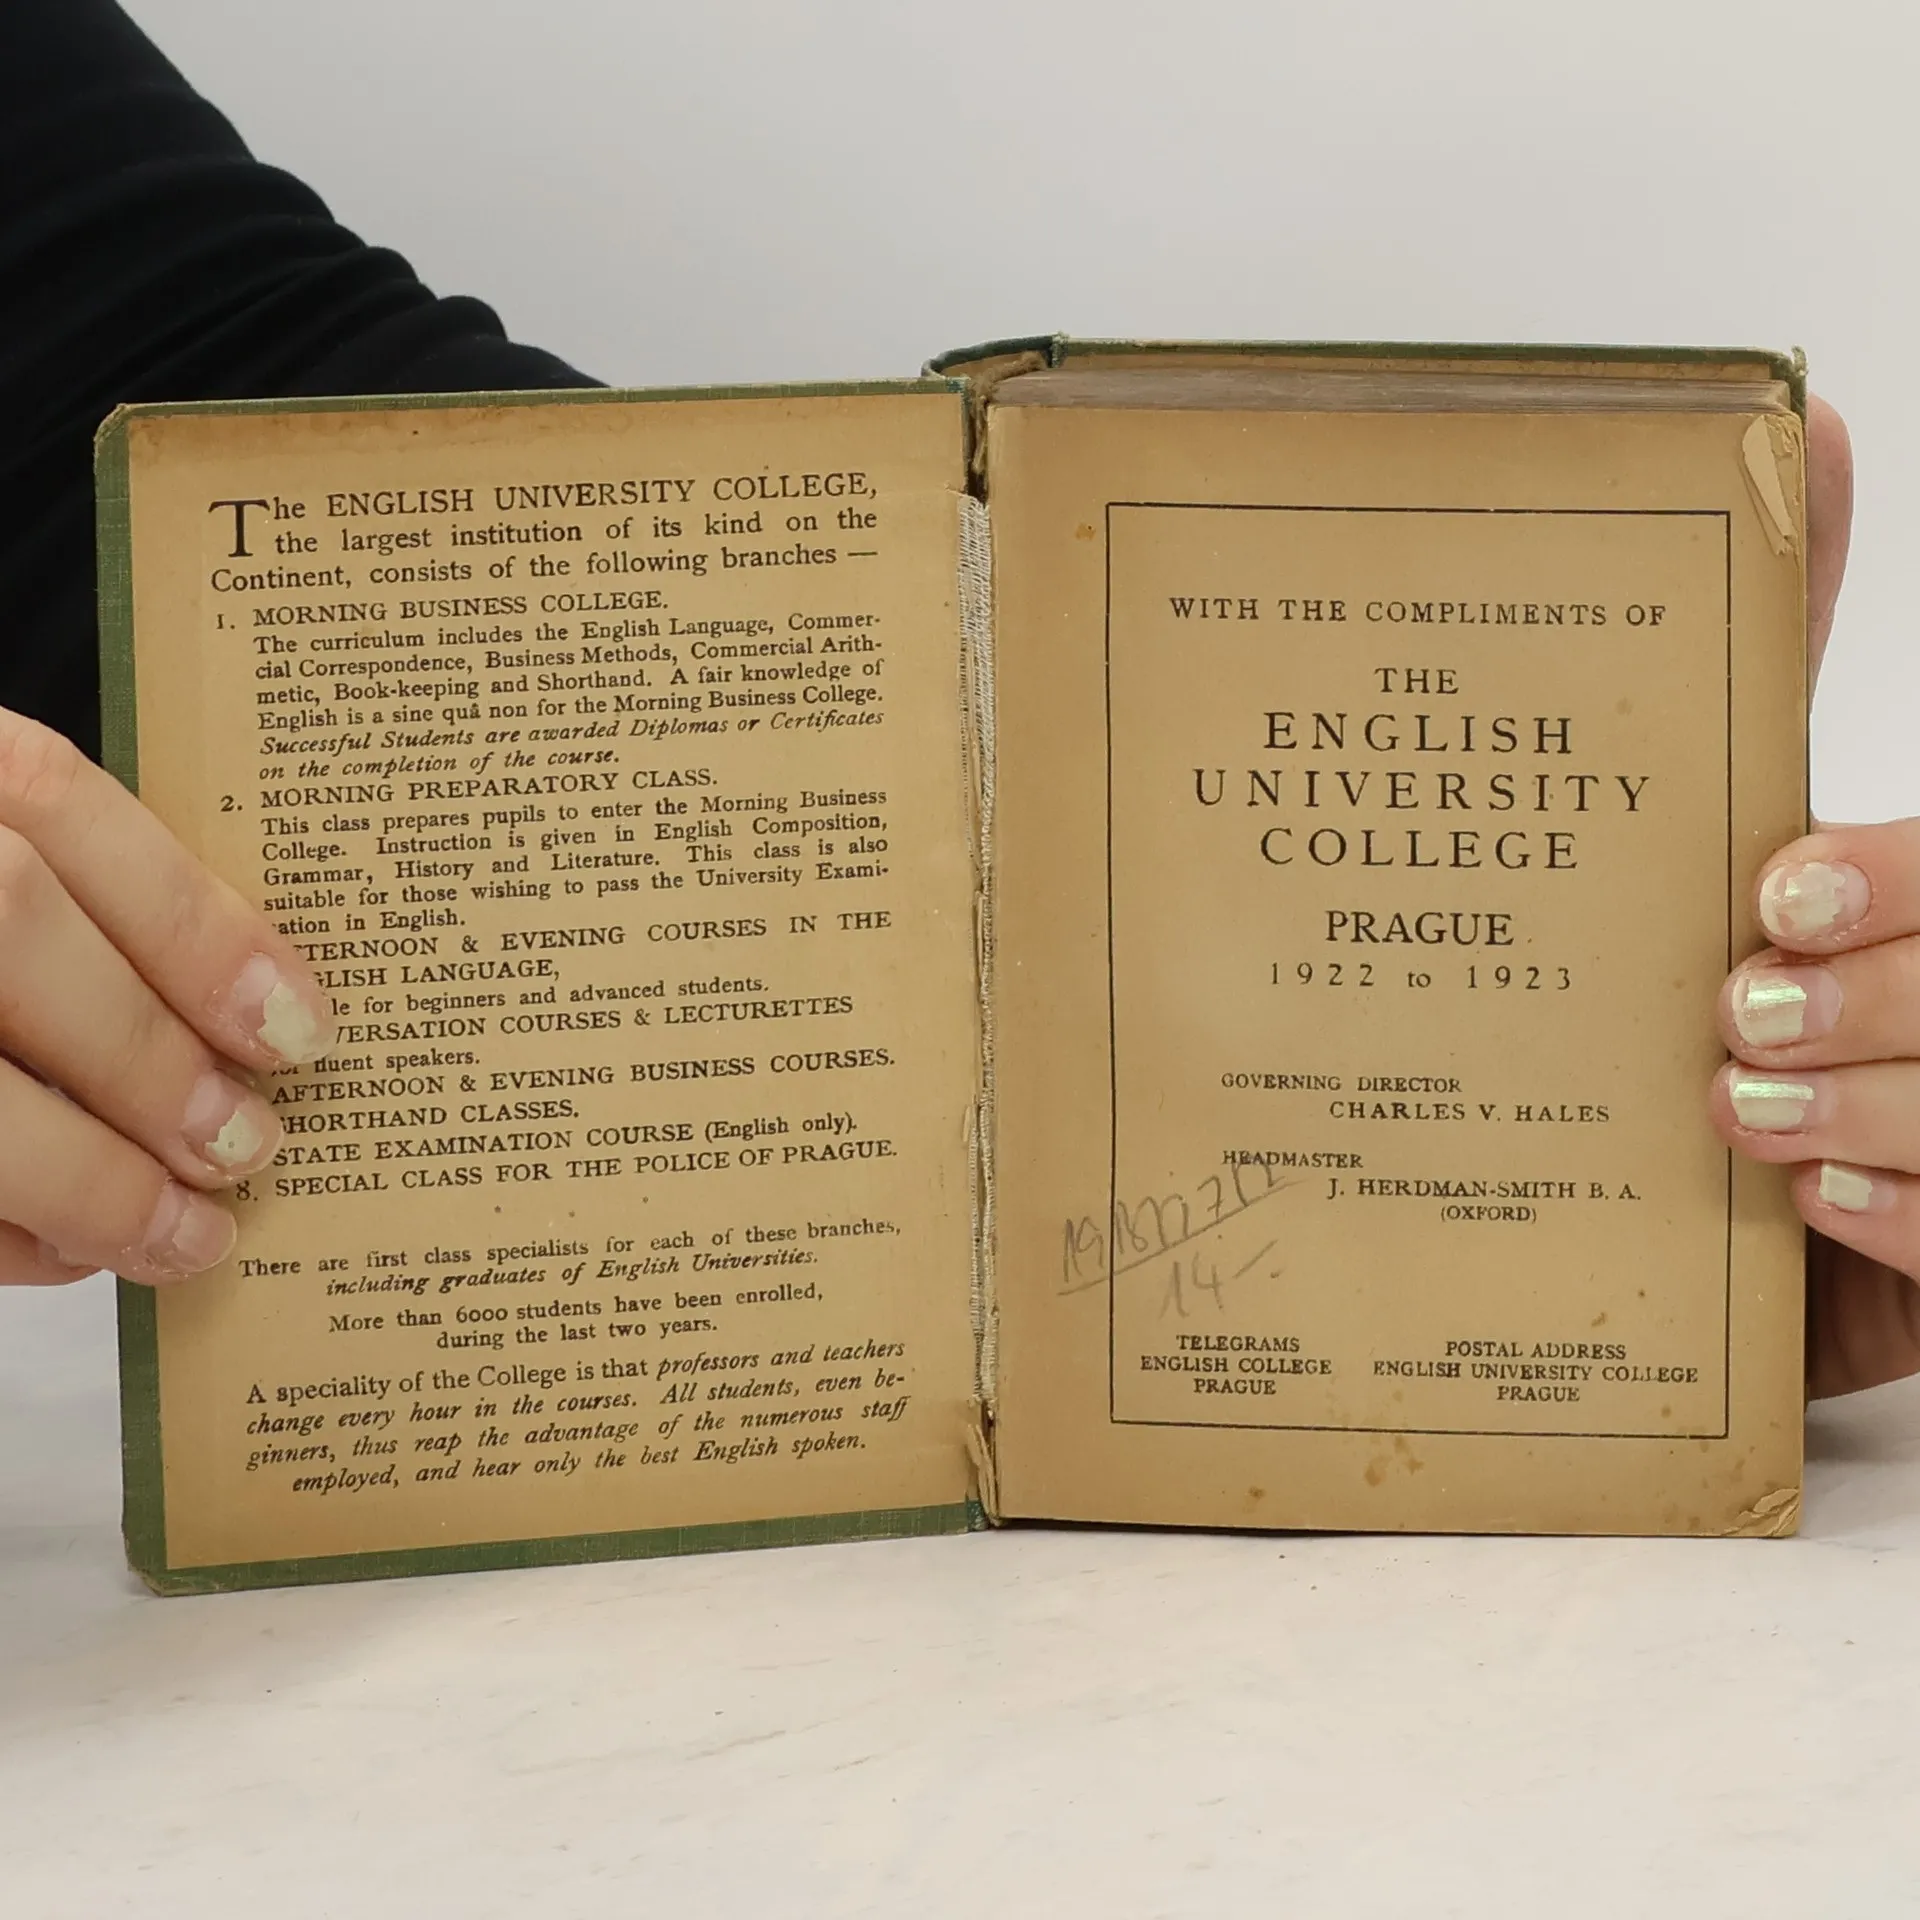 The ENGLISH UNIVERSITY COLLEGE,
the largest institution of its kind on the
Continent, consists of the following branches —
1. MORNING BUSINESS COLLEGE.
The curriculum includes the English Language, Commer-
cial Correspondence, Business Methods, Commercial Arith-
metic, Book-keeping and Shorthand. A fair knowledge of
English is a sine quâ non for the Morning Business College.
Successful Students are awarded Diplomas or Certificates
on the completion of the course.
2. MORNING PREPARATORY CLASS.
This class prepares pupils to enter the Morning Business
College. Instruction is given in English Composition,
Grammar, History and Literature. This class is also
suitable for those wishing to pass the University Exami-
ation in English.
TERNOON & EVENING COURSES IN THE
GLISH LANGUAGE,
le for beginners and advanced students.
VERSATION COURSES & LECTURETTES
fluent speakers.
AFTERNOON & EVENING BUSINESS COURSES.
SHORTHAND CLASSES.
STATE EXAMINATION COURSE (English only).
8. SPECIAL CLASS FOR THE POLICE OF PRAGUE.
There are first class specialists for each of these branches,
including graduates of English Universities.
More than 6000 students have been enrolled,
during the last two years.
A speciality of the College is that professors and teachers
change every hour in the courses. All students, even be-
ginners, thus reap the advantage of the numerous staff
employed, and hear only the best English spoken.
WITH THE COMPLIMENTS OF
THE
ENGLISH
UNIVERSITY
COLLEGE
PRAGUE
1922 to 1923
GOVERNING DIRECTOR
CHARLES V. HALES
HEADMASTER
J. HERDMAN-SMITH B. A.
(OXFORD)
14-
TELEGRAMS
ENGLISH COLLEGE
PRAGUE
POSTAL ADDRESS
ENGLISH UNIVERSITY COLLEGE
PRAGUE